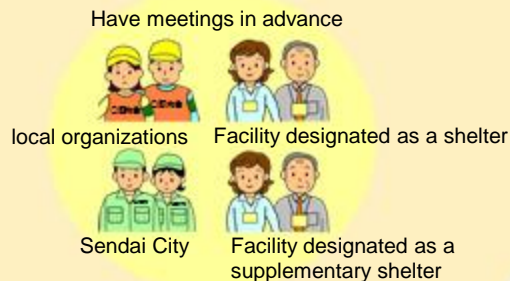 Have meetings in advance
local organizations
Facility designated as a shelter
Sendai City
Facility designated as a
supplementary shelter